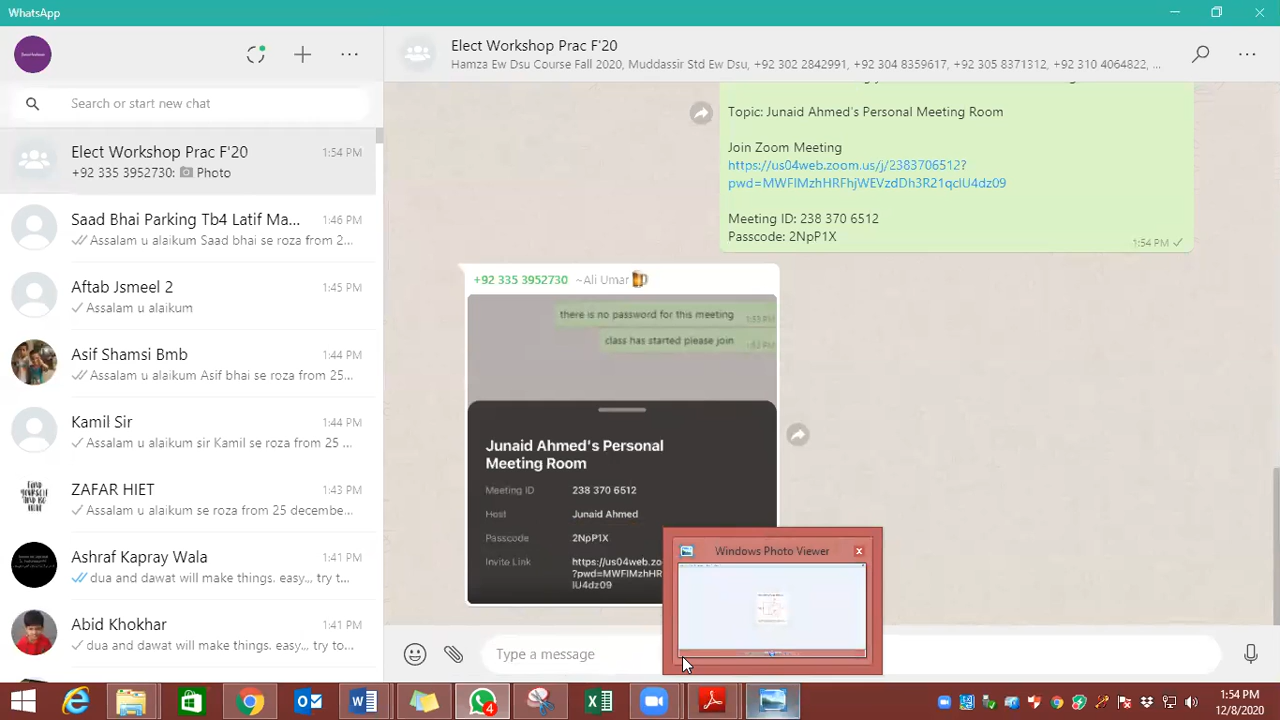 WhatsApp
Search or start new chat
Elect Workshop Prac F'20
1:54 PM
+92 335 3952730: Photo
Saad Bhai Parking Tb4 Latif Ma...
1:46 PM
Assalam u alaikum Saad bhai se roza from 2...
Aftab Jsmeel 2
1:45 PM
Assalam u alaikum
Asif Shamsi Bmb
1:44 PM
Assalam u alaikum Asif bhai se roza from 25...
Kamil Sir
1:44 PM
Assalam u alaikum sir Kamil se roza from 25 ...
ZAFAR HIET
1:43 PM
Assalam u alaikum se roza from 25 decembe...
Ashraf Kapray Wala
1:41 PM
dua and dawat will make things. easy,.. try t...
Abid Khokhar
1:41 PM
dua and dawat will make things. easy,.. try to...
Elect Workshop Prac F'20
Hamza Ew Dsu Course Fall 2020, Muddassir Std Ew Dsu, +92 302 2842991, +92 304 8359617, +92 305 8371312, +92 310 4064822, ...
Topic: Junaid Ahmed's Personal Meeting Room
Join Zoom Meeting
https://us04web.zoom.us/j/2383706512?
pwd=MWFlMzhHRFhjWEVzdDh3R21qclU4dz09
Meeting ID: 238 370 6512
Passcode: 2NpP1X
1:54 PM
+92 335 3952730 ~Ali Umar
there is no password for this meeting
class has started please join
Junaid Ahmed's Personal
Meeting Room
Meeting ID 238 370 6512
Host Junaid Ahmed
Passcode 2NpP1X
Invite Link https://us04web.zo
?pwd=MWFlMzhHR
lU4dz09
Windows Photo Viewer
Type a message
4
1:54 PM
12/8/2020